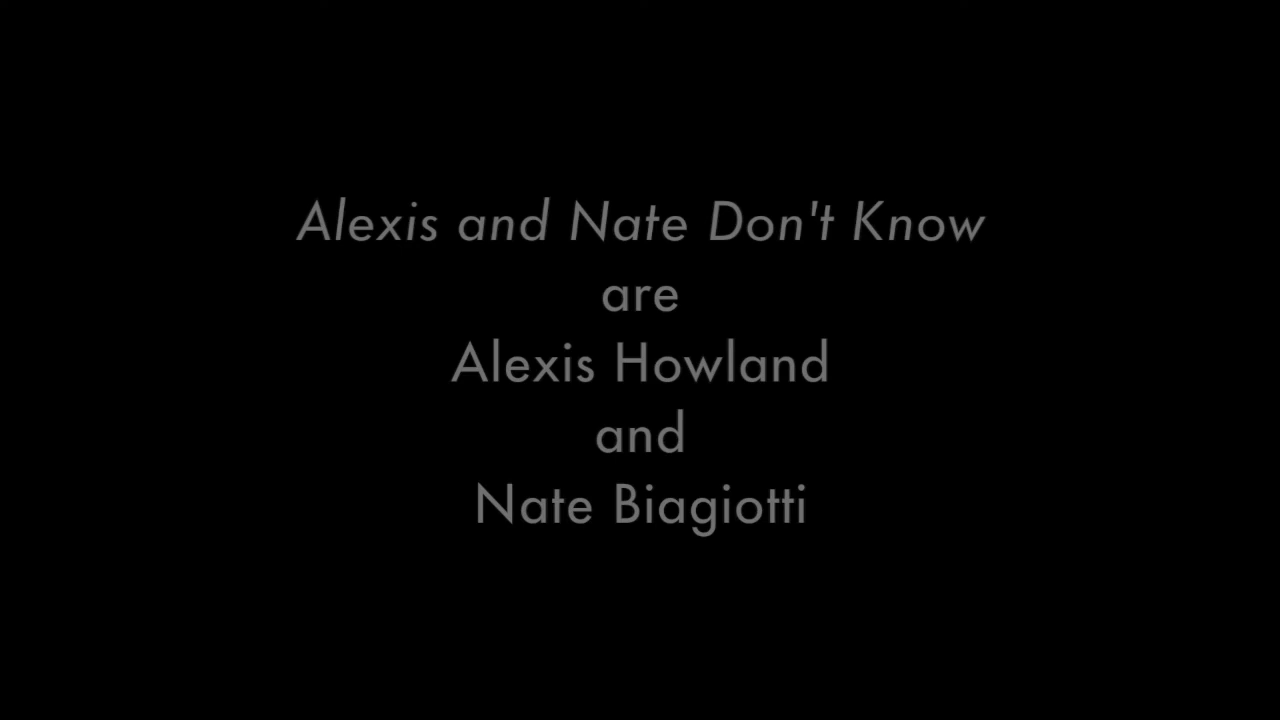 Alexis and Nate Don't Know
are
Alexis Howland
and
Nate Biagiotti